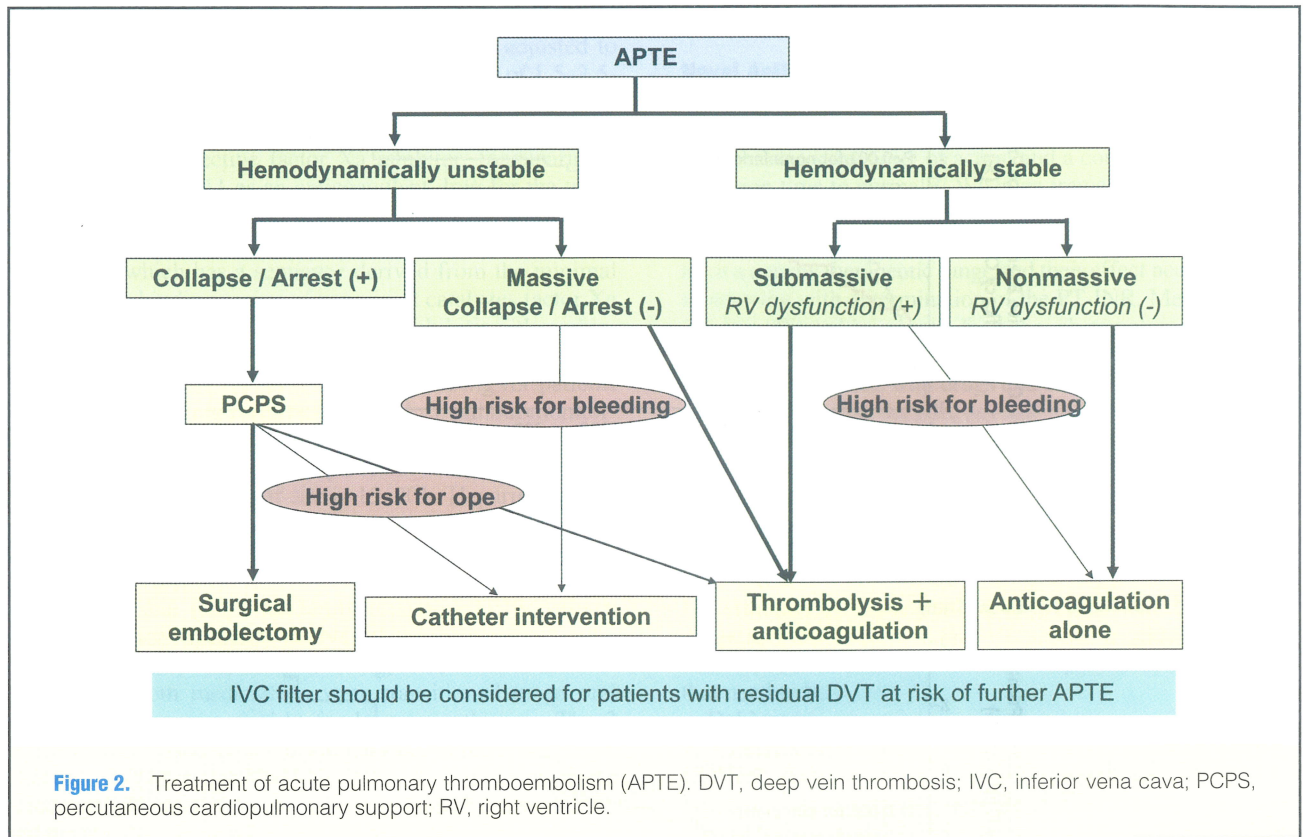 APTE
Hemodynamically unstable
Hemodynamically stable
Collapse / Arrest (+)
Massive
Collapse / Arrest (-)
Submassive
RV dysfunction (+)
Nonmassive
RV dysfunction (-)
PCPS
High risk for bleeding
High risk for bleeding
High risk for ope
Surgical
embolectomy
Catheter intervention
Thrombolysis +
anticoagulation
Anticoagulation
alone
IVC filter should be considered for patients with residual DVT at risk of further APTE
Figure 2. Treatment of acute pulmonary thromboembolism (APTE). DVT, deep vein thrombosis; IVC, inferior vena cava; PCPS,
percutaneous cardiopulmonary support; RV, right ventricle.